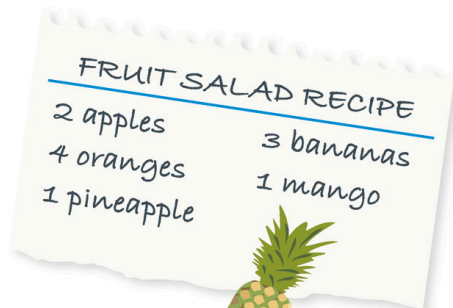 FRUIT SALAD RECIPE
2 apples
4 oranges
1 pineapple
3 bananas
1 mango